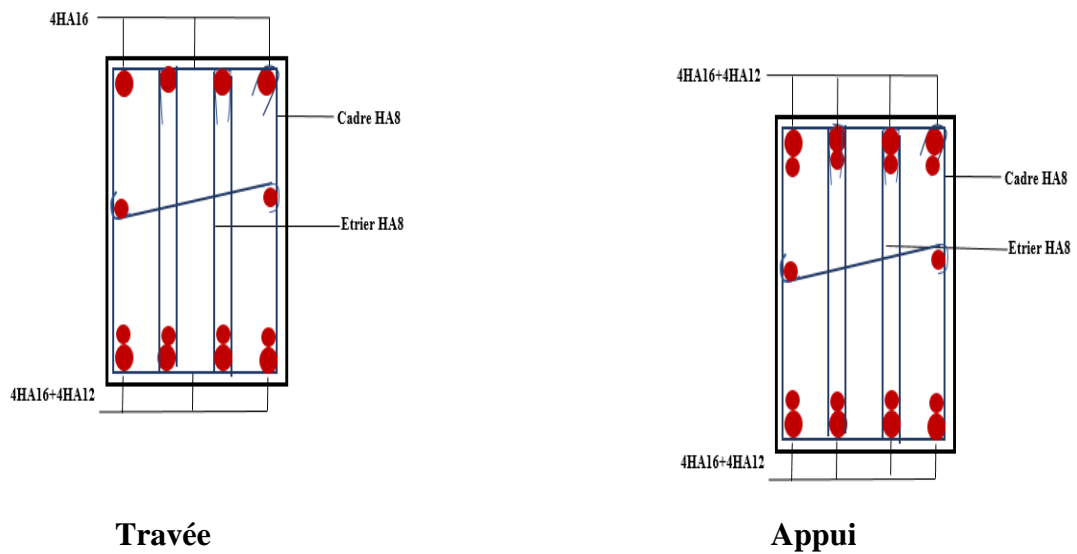 4HA16
Cadre HA8
Etrier HA8
4HA16+4HA12
Travée
4HA16+4HA12
Cadre HA8
Etrier HA8
4HA16+4HA12
Appui